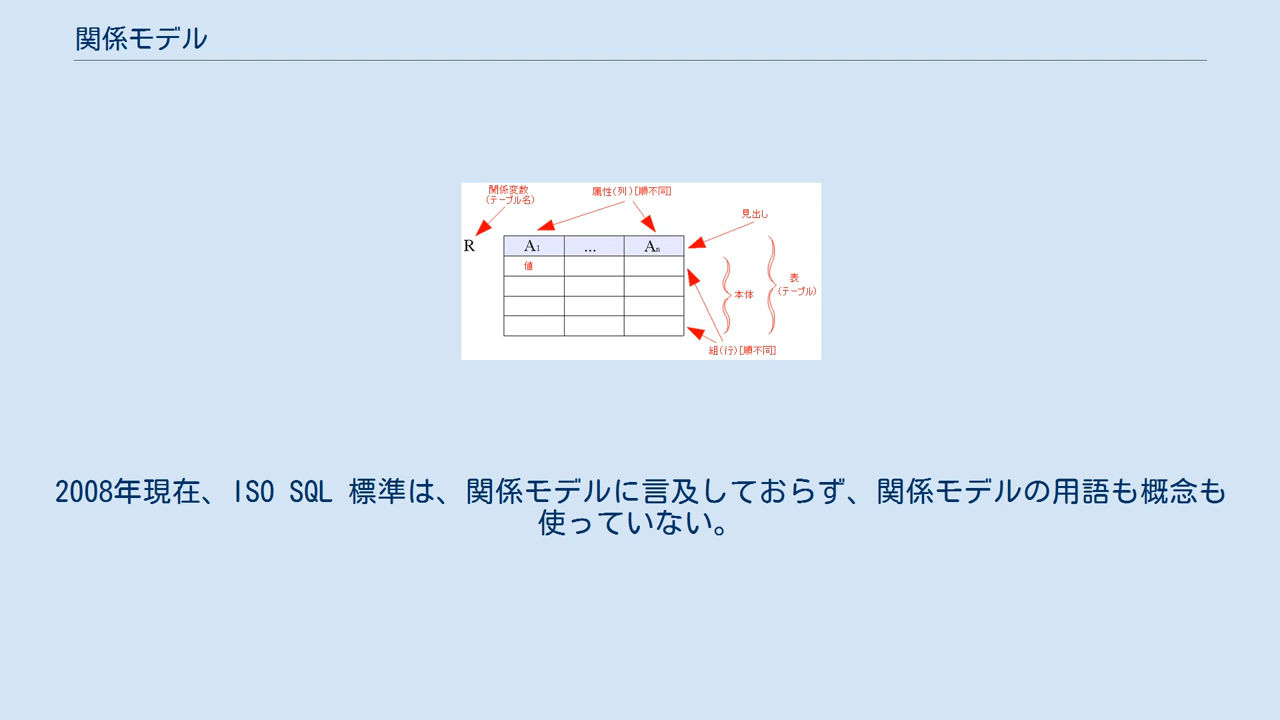 関係モデル
関係変数
(テーブル名)
属性(列)[順不同]
見出し
R
A1
...
An
値
本体
表
(テーブル)
組(行)[順不同]
2008年現在、ISO SQL 標準は、関係モデルに言及しておらず、関係モデルの用語も概念も
使っていない。